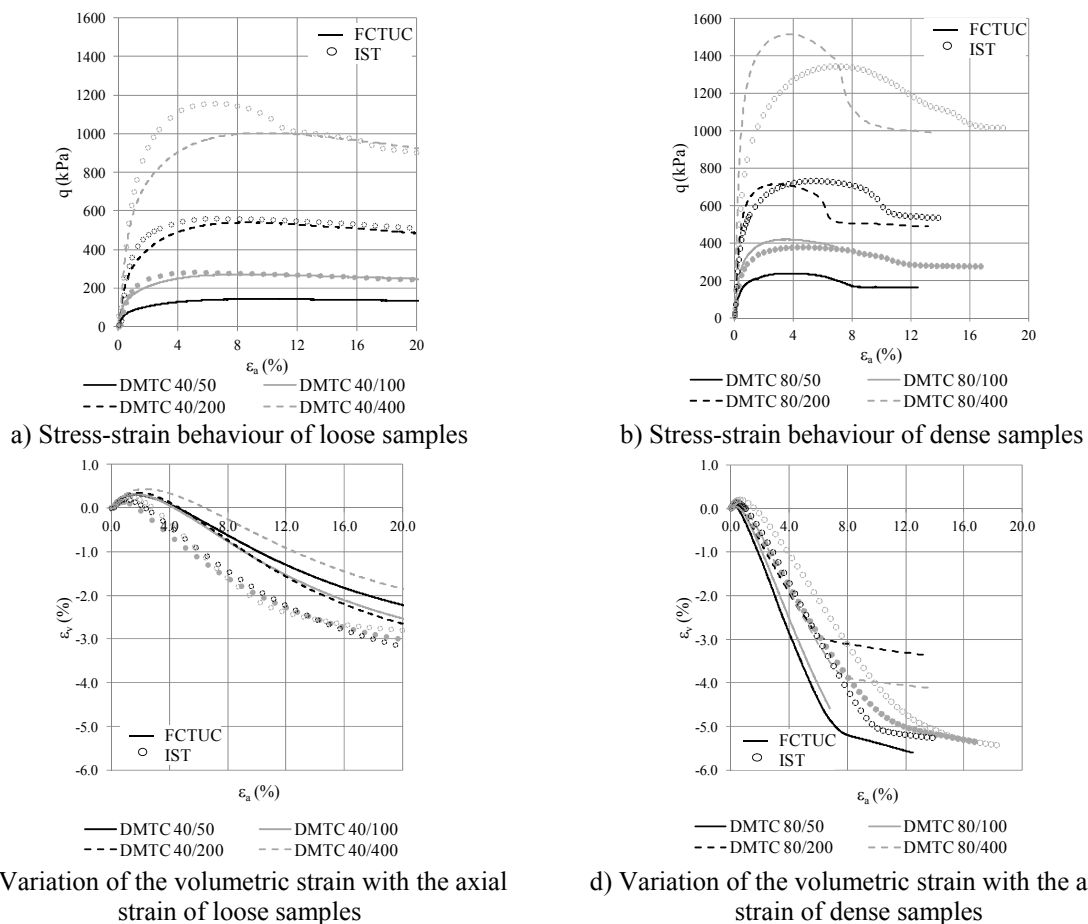 1600
1400
1200
1000
800
600
400
200
0
q (kPa)
FCTUC
IST
0 4 8 12 16 20
εa (%)
DMTC 40/50 DMTC 40/100
DMTC 40/200 DMTC 40/400
a) Stress-strain behaviour of loose samples
1600
1400
1200
1000
800
600
400
200
0
q (kPa)
FCTUC
IST
0 4 8 12 16 20
εa (%)
DMTC 80/50 DMTC 80/100
DMTC 80/200 DMTC 80/400
b) Stress-strain behaviour of dense samples
1.0
0.0
-1.0
-2.0
-3.0
-4.0
-5.0
-6.0
εv (%)
0.0 4.0 8.0 12.0 16.0 20.0
FCTUC
IST
εa (%)
DMTC 40/50 DMTC 40/100
DMTC 40/200 DMTC 40/400
Variation of the volumetric strain with the axial
strain of loose samples
1.0
0.0
-1.0
-2.0
-3.0
-4.0
-5.0
-6.0
εv (%)
0.0 4.0 8.0 12.0 16.0 20.0
FCTUC
IST
εa (%)
DMTC 80/50 DMTC 80/100
DMTC 80/200 DMTC 80/400
d) Variation of the volumetric strain with the a
strain of dense samples